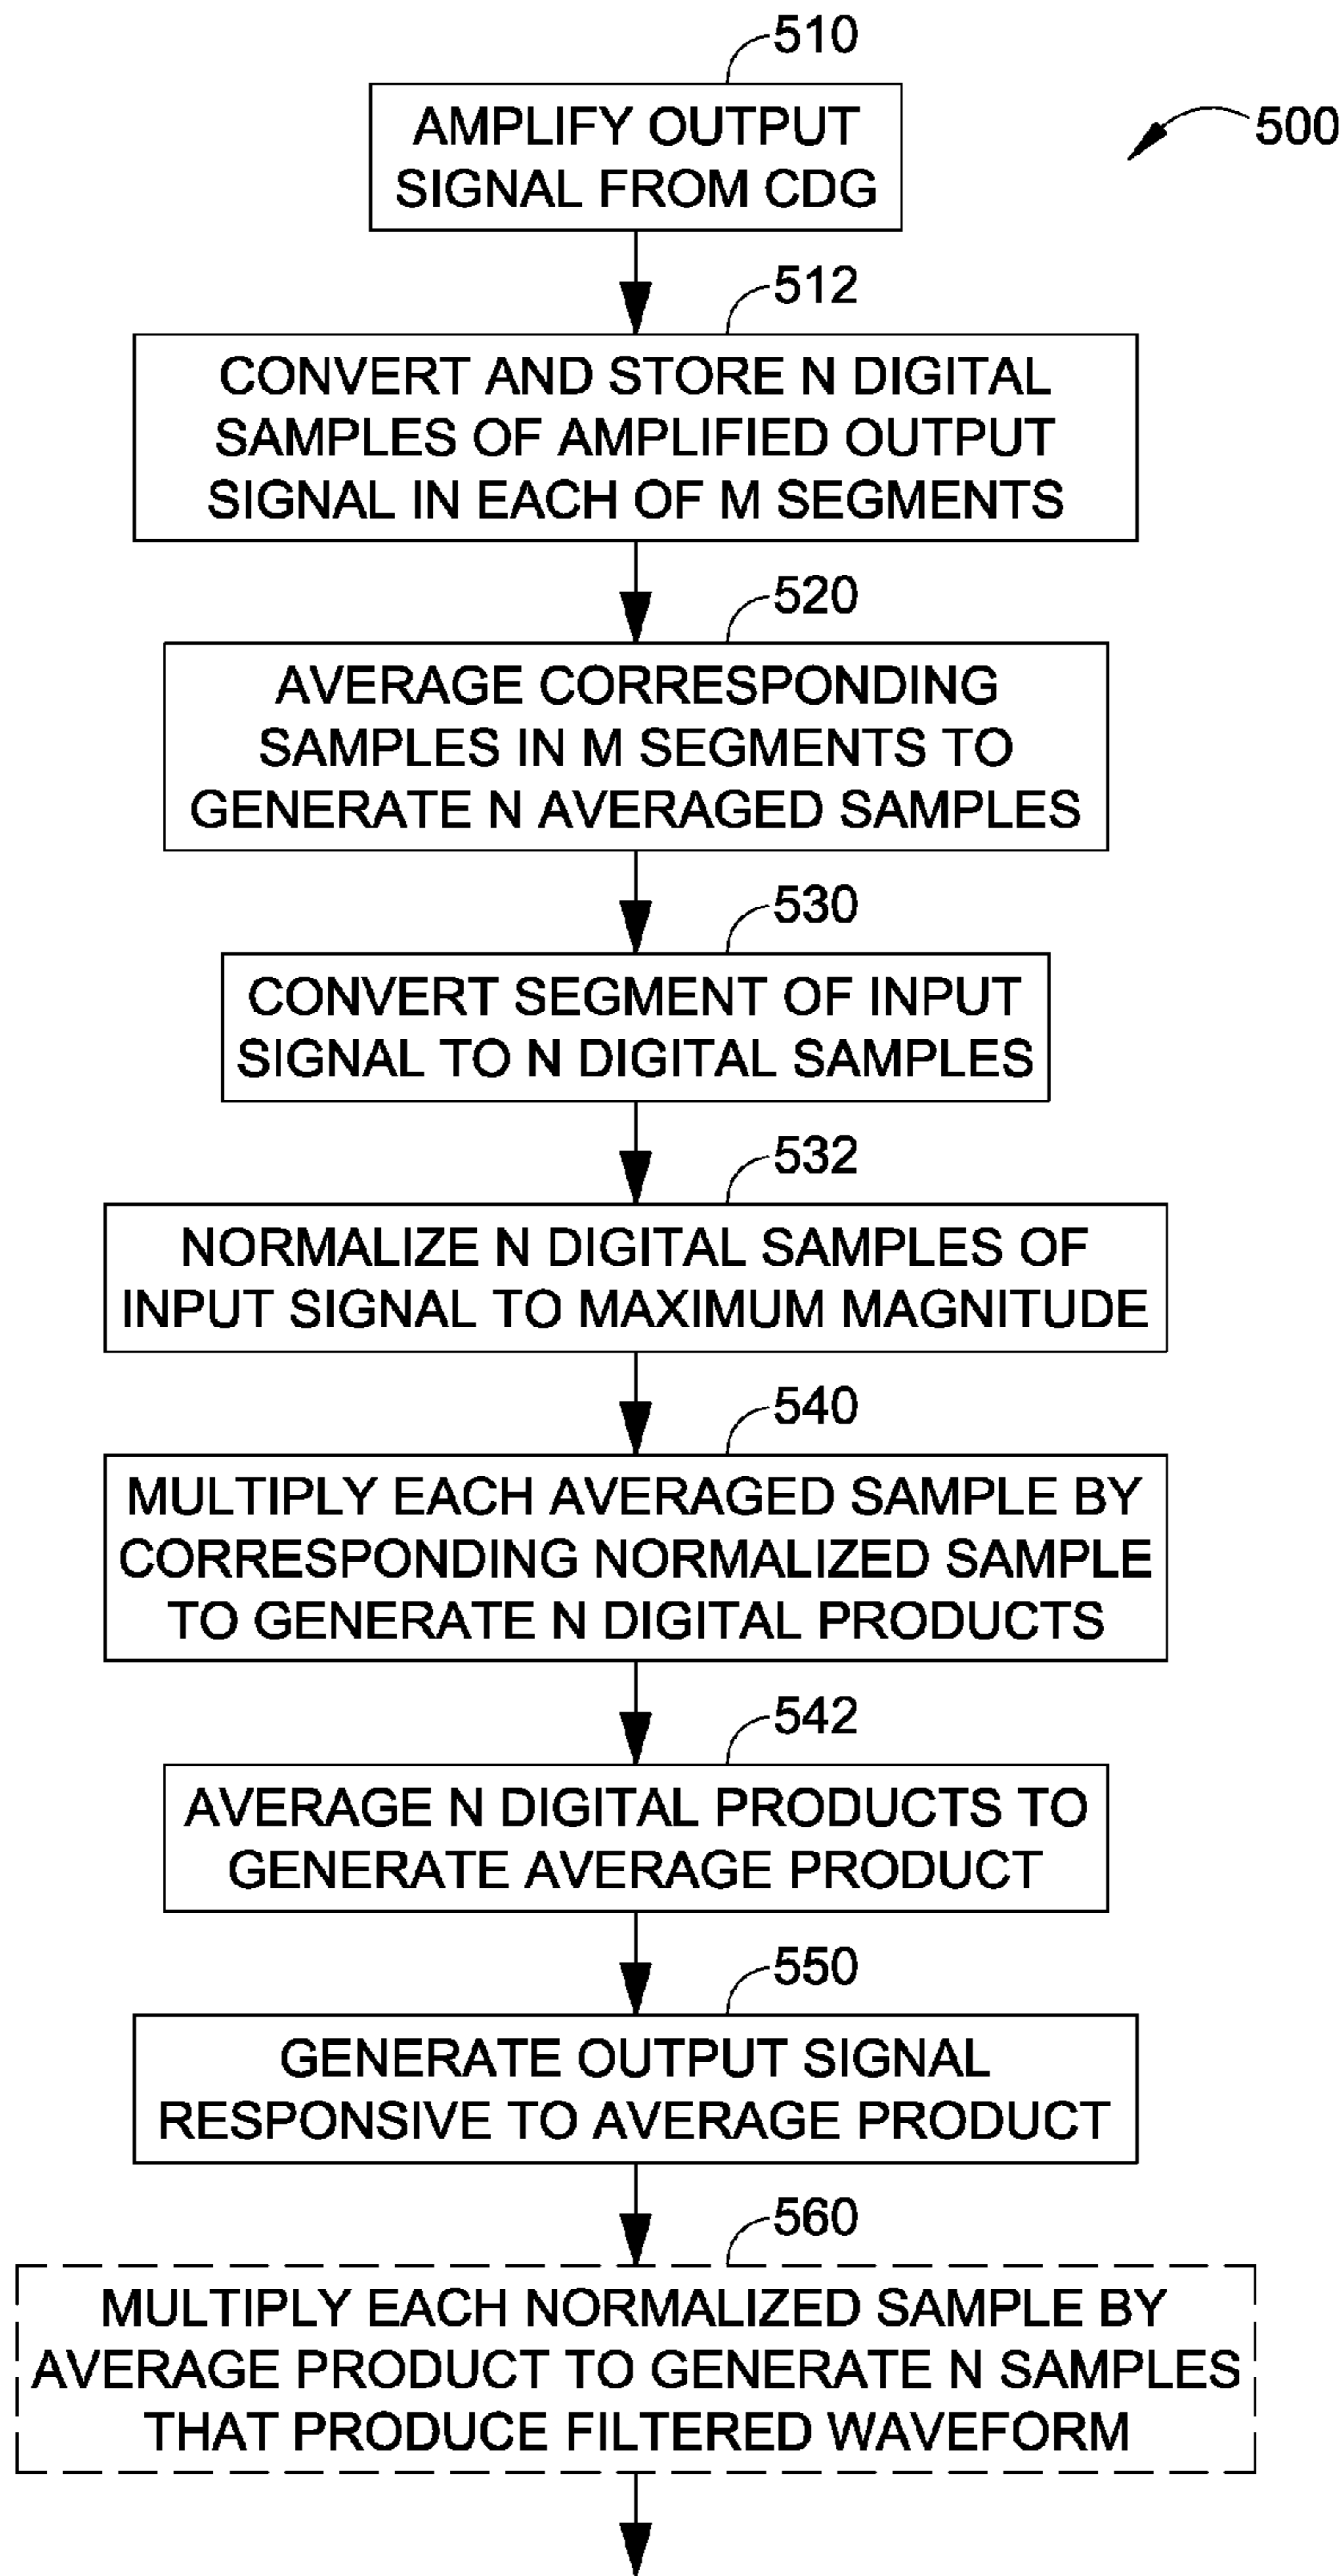 510
AMPLIFY OUTPUT
SIGNAL FROM CDG
500
512
CONVERT AND STORE N DIGITAL
SAMPLES OF AMPLIFIED OUTPUT
SIGNAL IN EACH OF M SEGMENTS
520
AVERAGE CORRESPONDING
SAMPLES IN M SEGMENTS TO
GENERATE N AVERAGED SAMPLES
530
CONVERT SEGMENT OF INPUT
SIGNAL TO N DIGITAL SAMPLES
532
NORMALIZE N DIGITAL SAMPLES OF
INPUT SIGNAL TO MAXIMUM MAGNITUDE
540
MULTIPLY EACH AVERAGED SAMPLE BY
CORRESPONDING NORMALIZED SAMPLE
TO GENERATE N DIGITAL PRODUCTS
542
AVERAGE N DIGITAL PRODUCTS TO
GENERATE AVERAGE PRODUCT
550
GENERATE OUTPUT SIGNAL
RESPONSIVE TO AVERAGE PRODUCT
560
MULTIPLY EACH NORMALIZED SAMPLE BY
AVERAGE PRODUCT TO GENERATE N SAMPLES
THAT PRODUCE FILTERED WAVEFORM